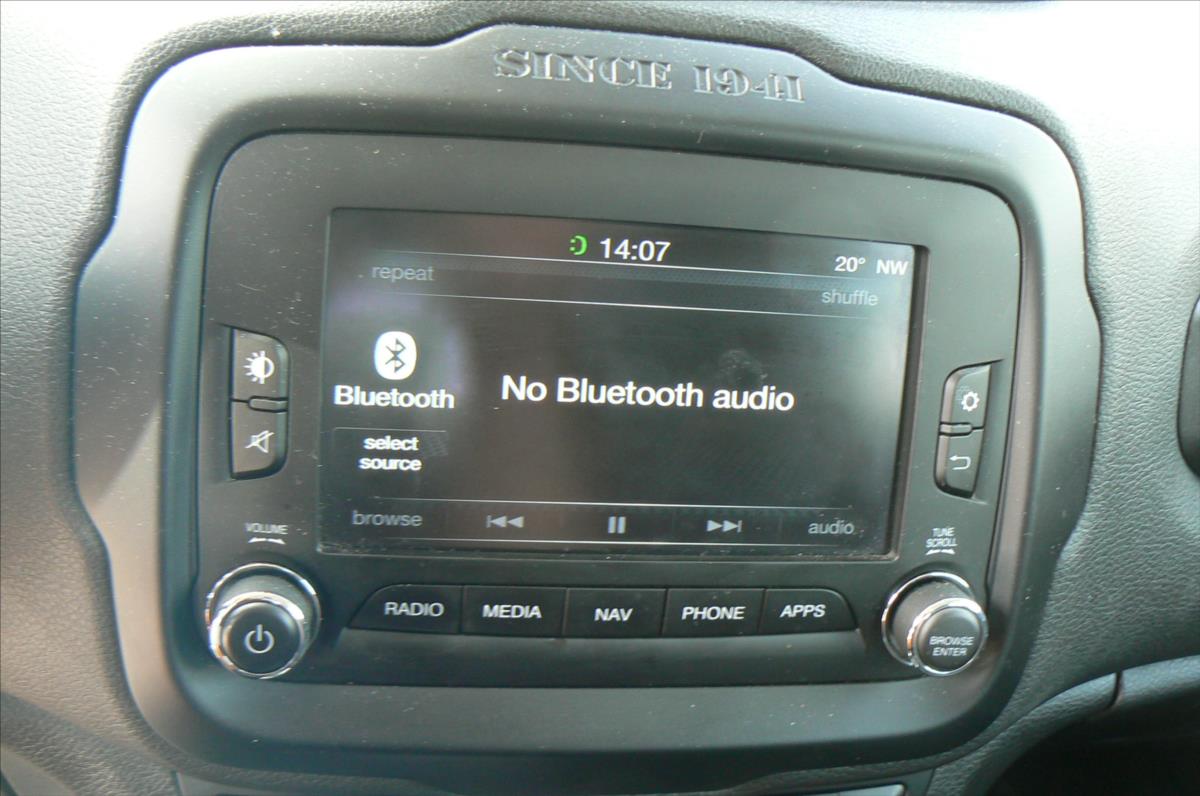 SINCE 1941
14:07
20° NW
repeat
shuffle
Bluetooth
No Bluetooth audio
select
source
browse
audio
VOLUME
TUNE
SCROLL
RADIO MEDIA NAV PHONE APPS
BROWSE
ENTER